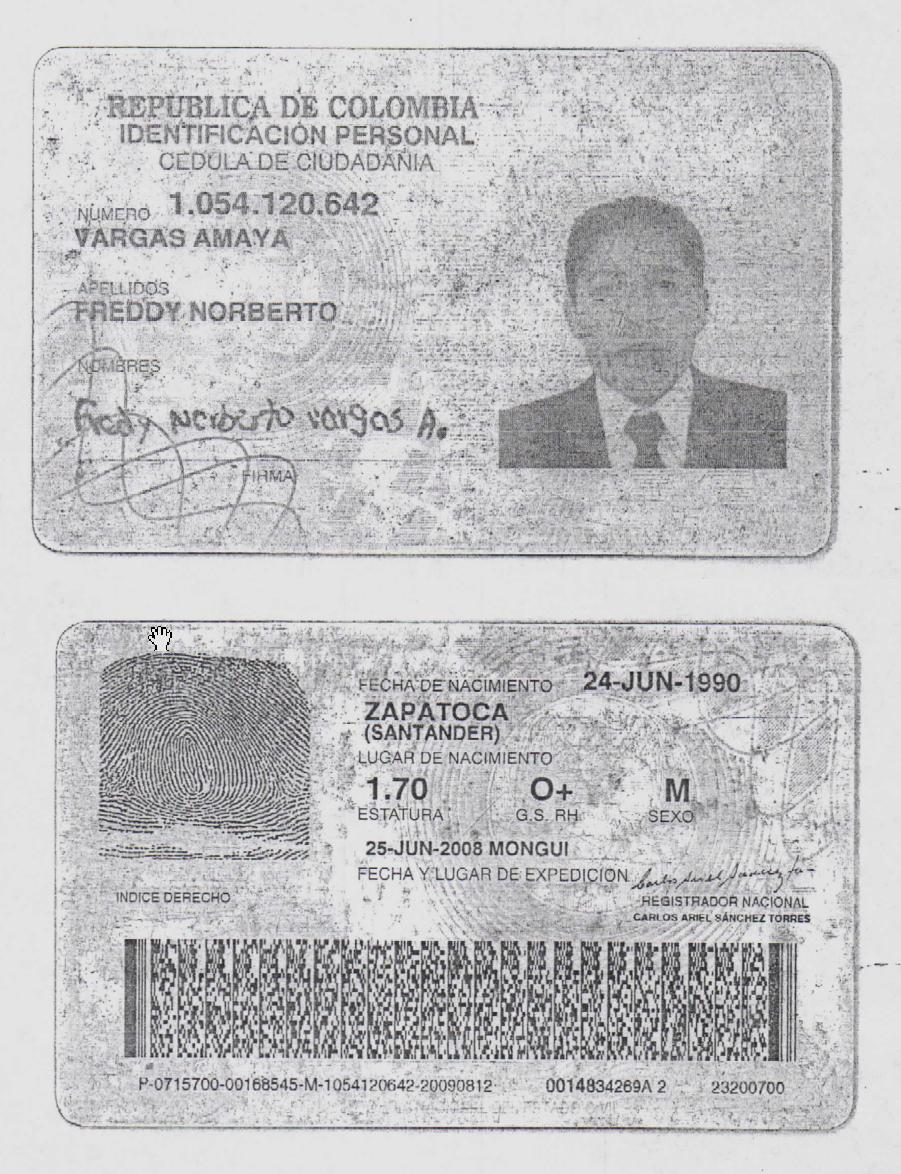 REPUBLICA DE COLOMBIA
IDENTIFICACIÓN PERSONAL
CEDULA DE CIUDADANIA
NUMERO 1.054.120.642
VARGAS AMAYA
APELLIDOS
FREDDY NORBERTO
NOMBRES
Fredy Norberto Vargas A.
FIRMA
FECHA DE NACIMIENTO 24-JUN-1990
ZAPATOCA
(SANTANDER)
LUGAR DE NACIMIENTO
1.70 O+ M
ESTATURA G.S. RH SEXO
25-JUN-2008 MONGUI
FECHA Y LUGAR DE EXPEDICION
INDICE DERECHO
REGISTRADOR NACIONAL
CARLOS ARIEL SÁNCHEZ TORRES
P-0715700-00168545-M-1054120642-20090812 0014834269A 2 23200700